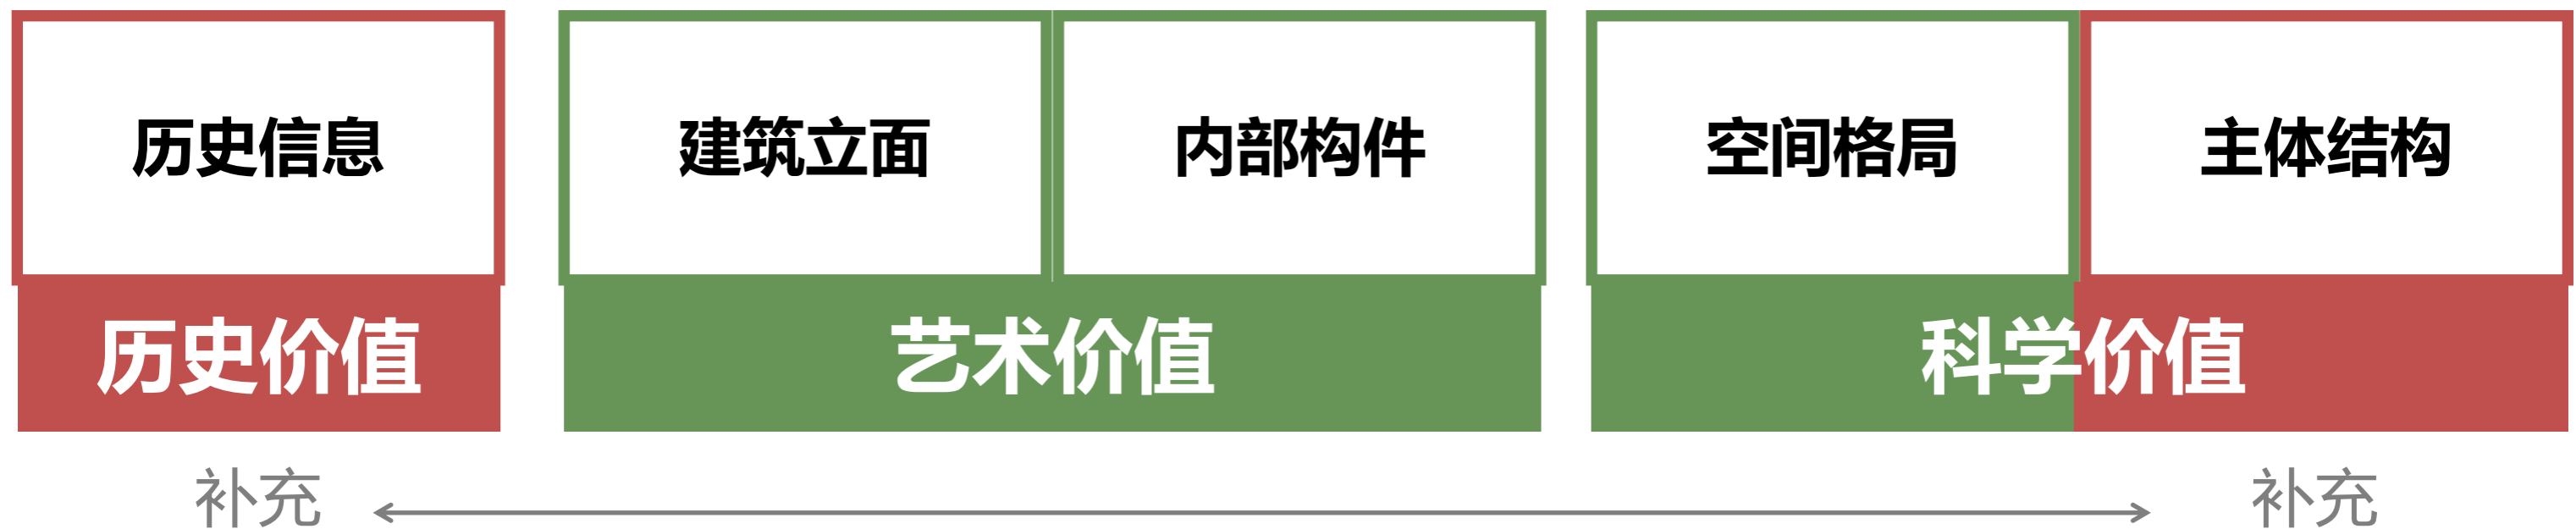 历史信息 建筑立面 内部构件 空间格局 主体结构
历史价值 艺术价值 科学价值
补充 补充